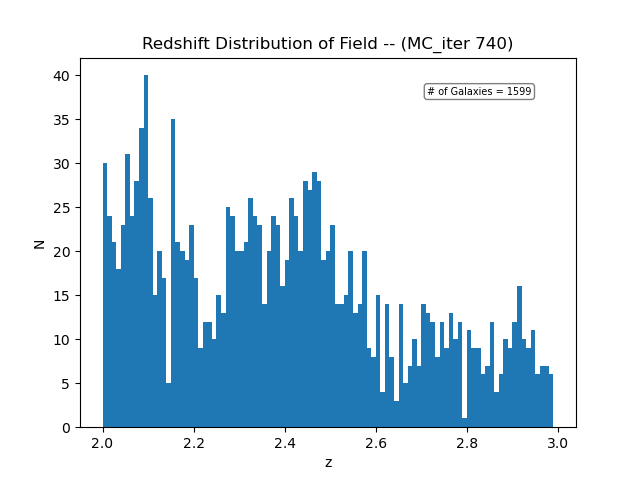 Redshift Distribution of Field -- (MC_iter 740)
# of Galaxies = 1599
N
40
35
30
25
20
15
10
5
0
2.0 2.2 2.4 2.6 2.8 3.0
z